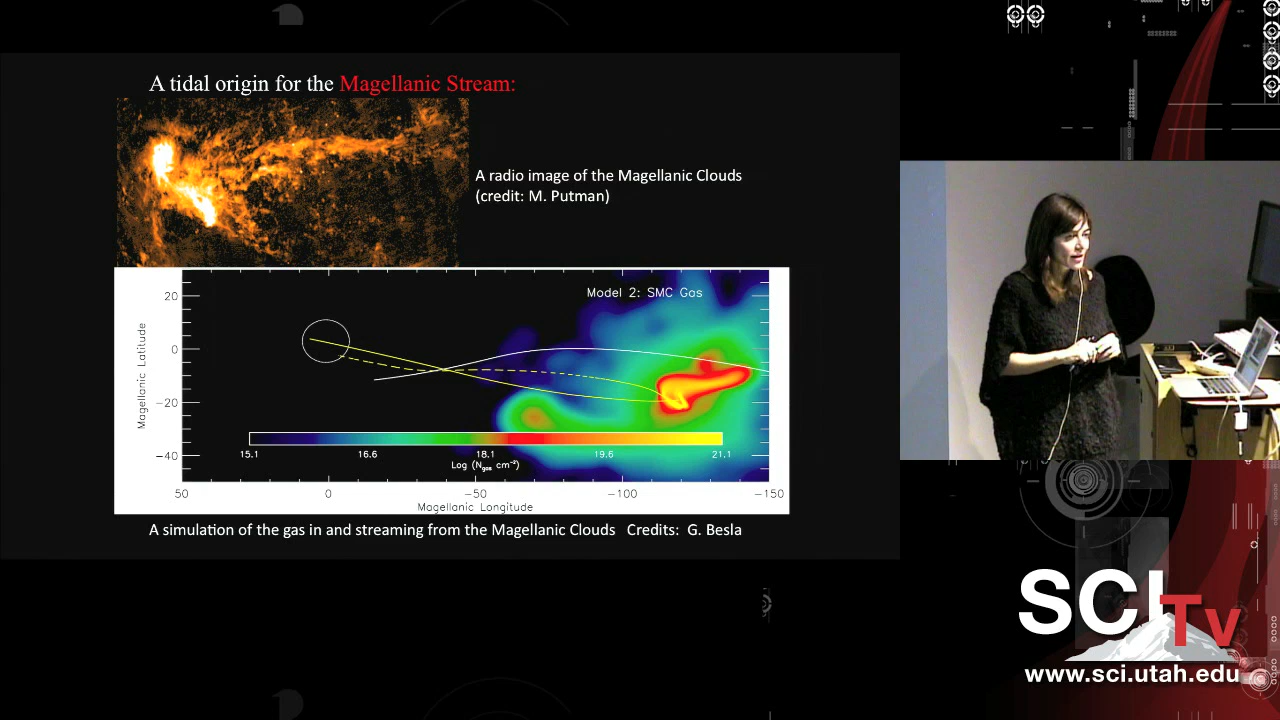 A tidal origin for the Magellanic Stream:
A radio image of the Magellanic Clouds
(credit: M. Putman)
Model 2: SMC Gas
20
0
-20
-40
Magellanic Latitude
15.1 16.6 18.1 19.6 21.1
Log (Ngas cm⁻²)
50 0 -50 -100 -150
Magellanic Longitude
A simulation of the gas in and streaming from the Magellanic Clouds Credits: G. Besla
SCI
TV
www.sci.utah.edu